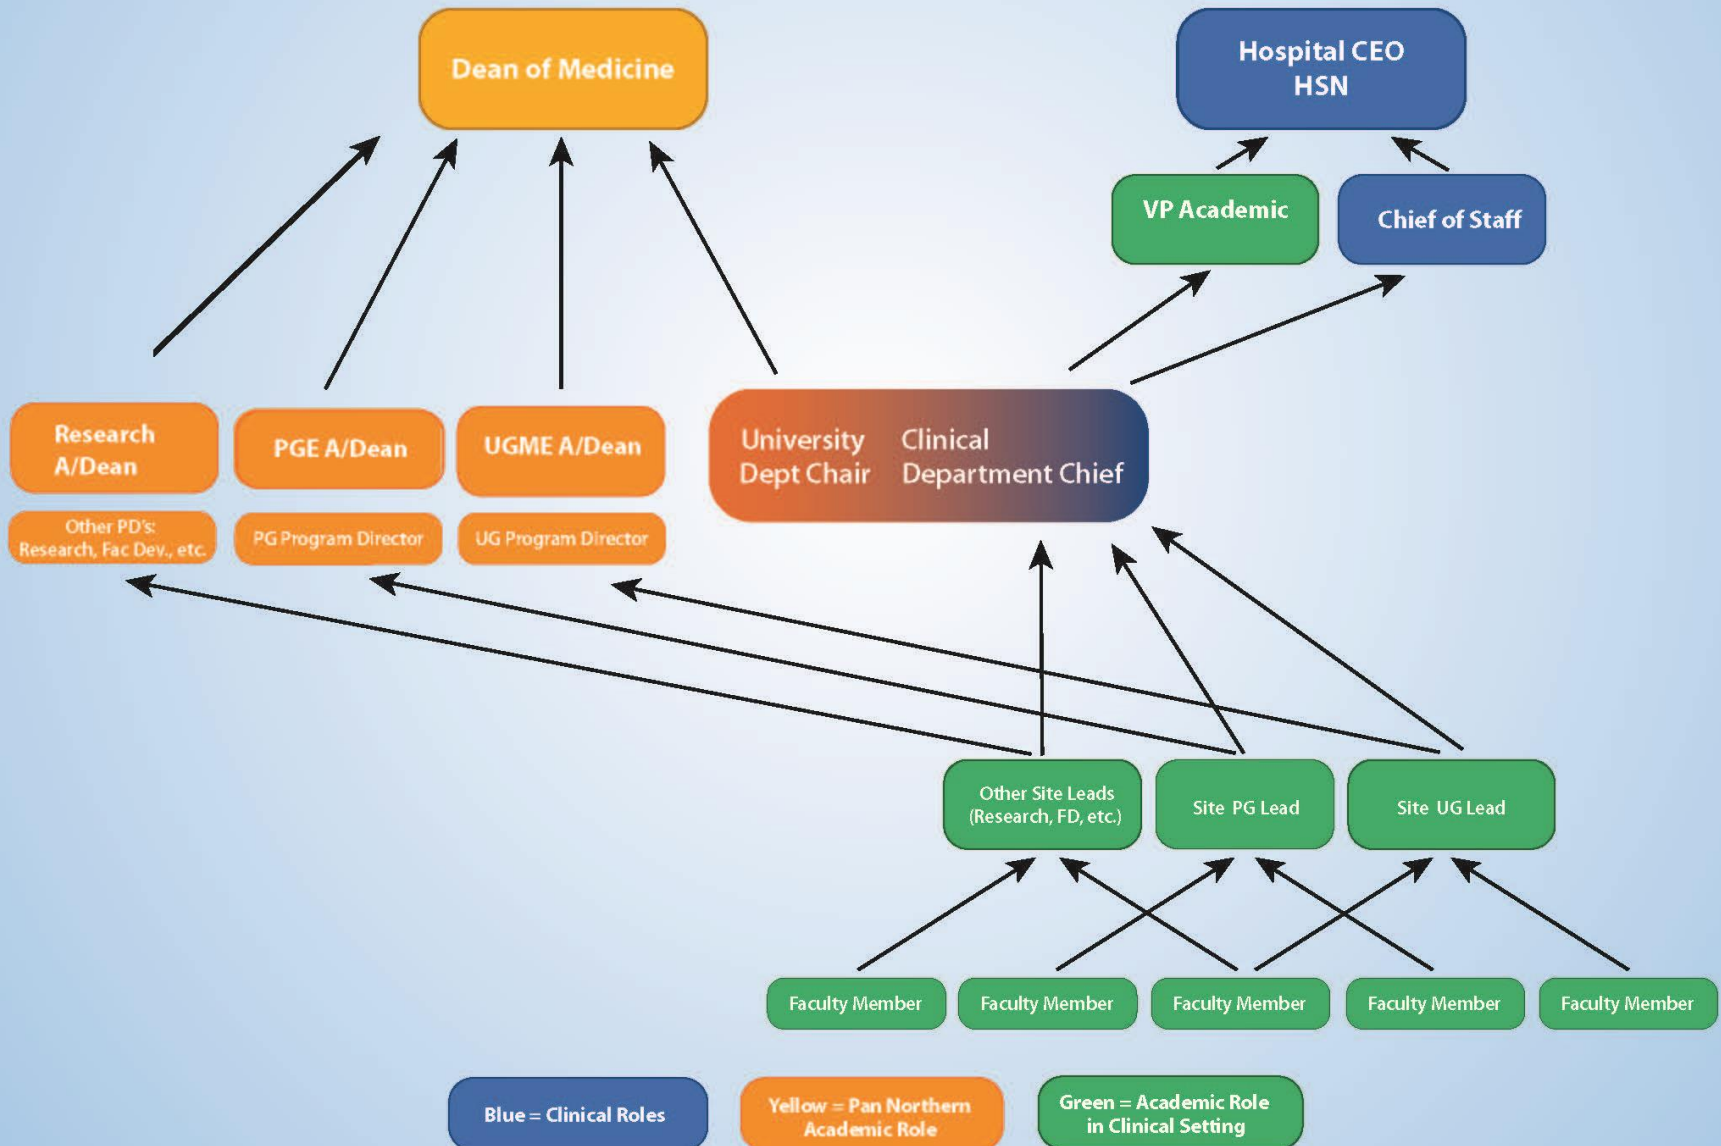 Dean of Medicine
Hospital CEO
HSN
VP Academic
Chief of Staff
Research
A/Dean
PGE A/Dean
UGME A/Dean
University
Dept Chair
Clinical
Department Chief
Other PD's:
Research, Fac Dev., etc.
PG Program Director
UG Program Director
Other Site Leads
(Research, FD, etc.)
Site PG Lead
Site UG Lead
Faculty Member
Faculty Member
Faculty Member
Faculty Member
Faculty Member
Blue = Clinical Roles
Yellow = Pan Northern
Academic Role
Green = Academic Role
in Clinical Setting